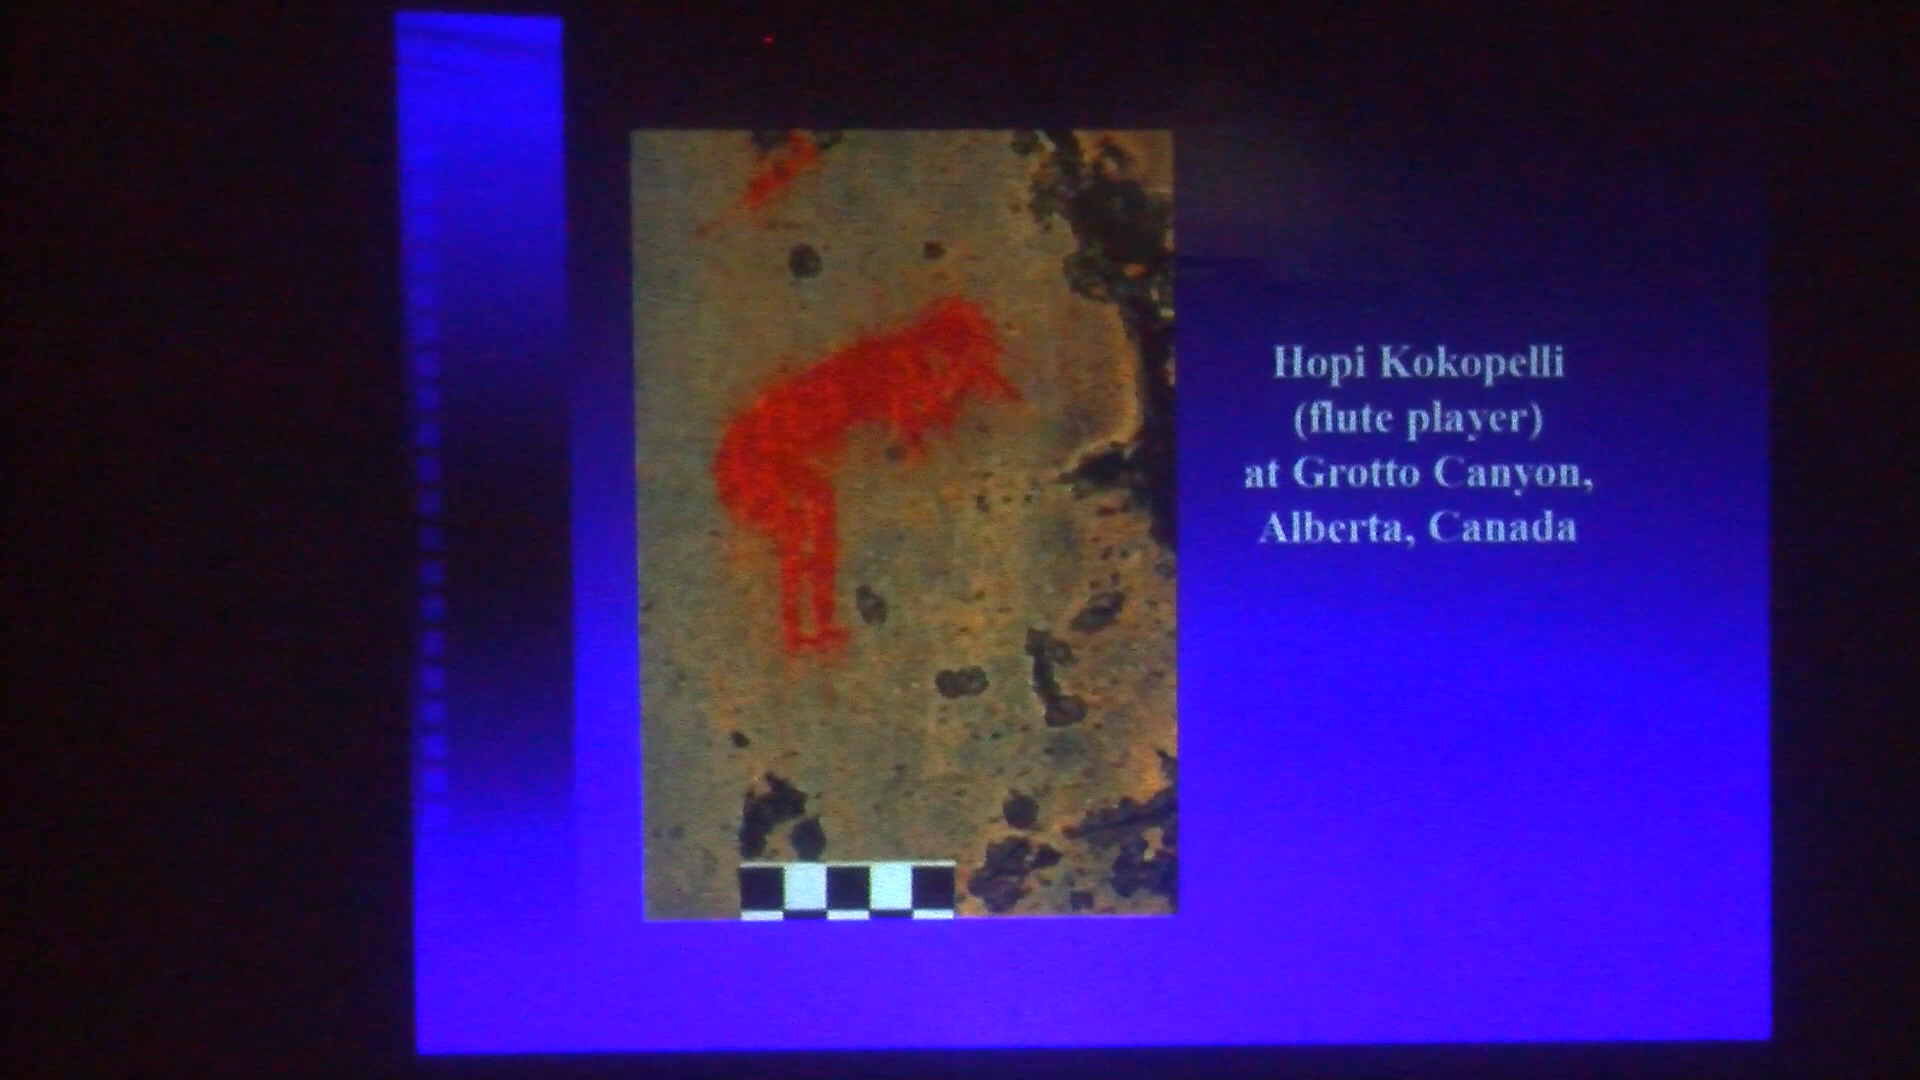 Hopi Kokopelli
(flute player)
at Grotto Canyon,
Alberta, Canada